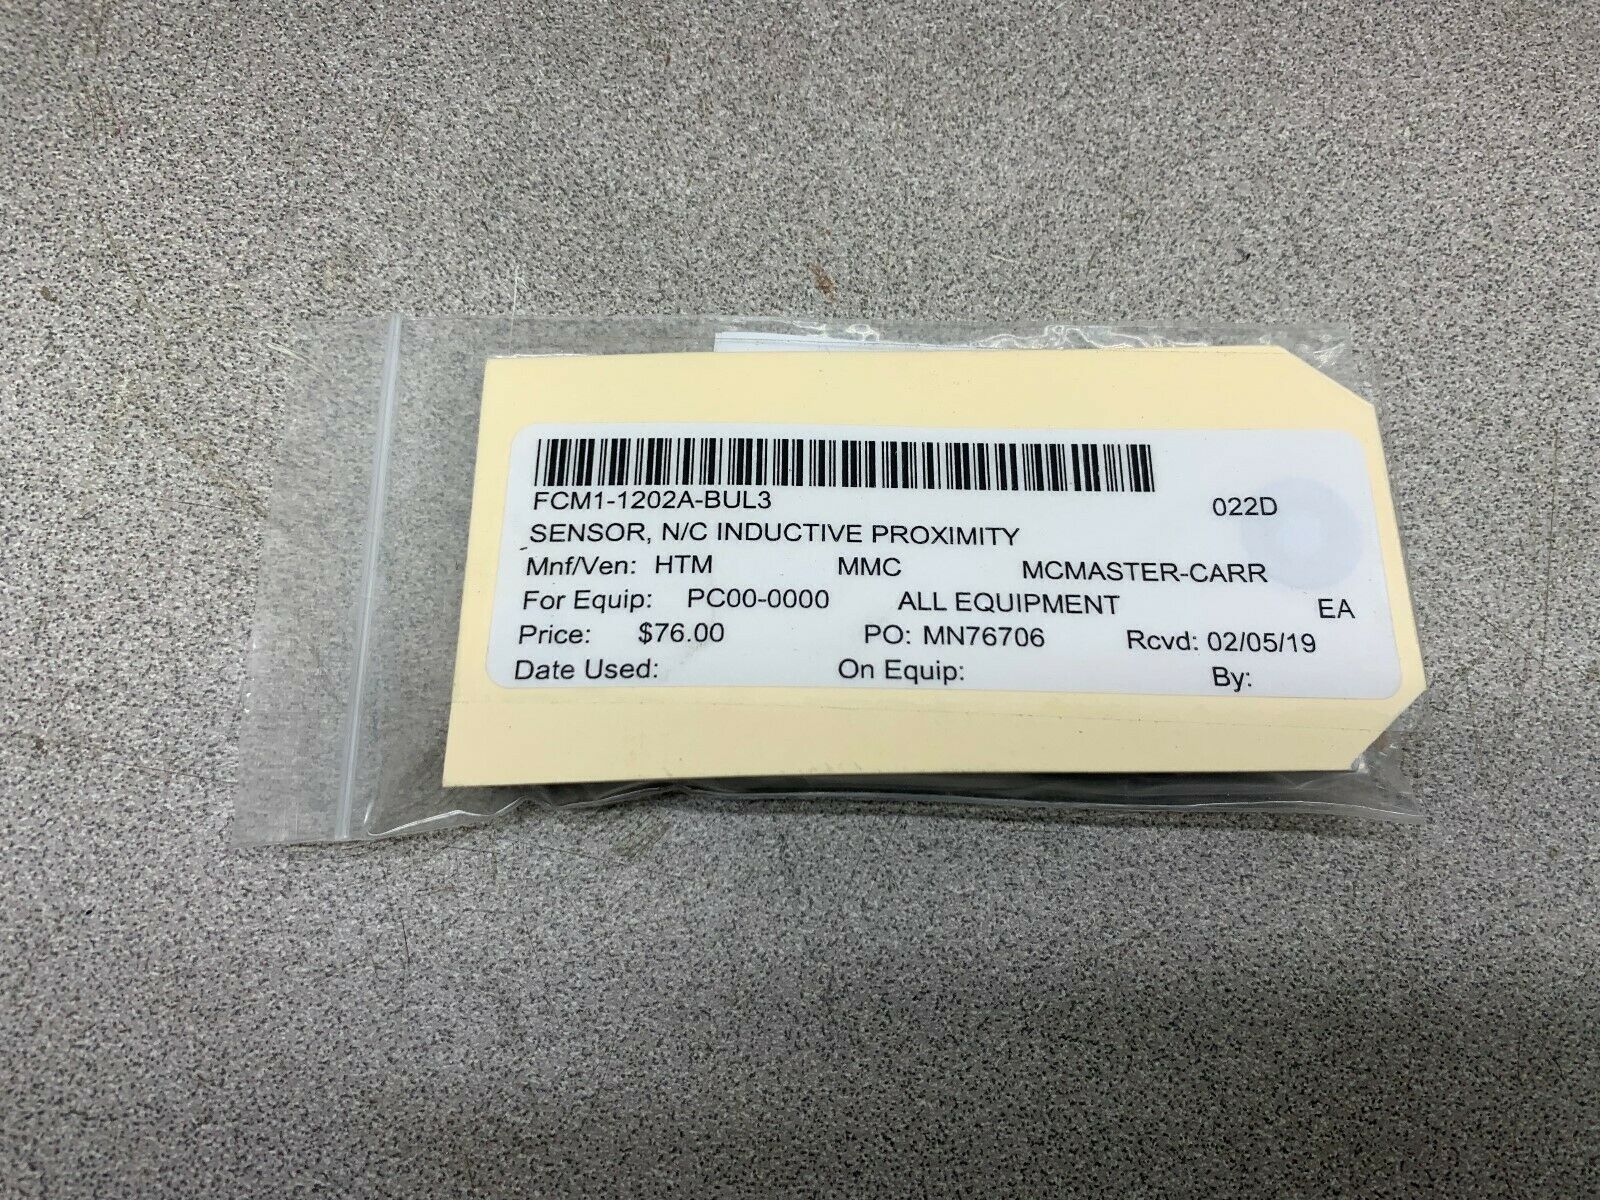 FCM1-1202A-BUL3 022D
SENSOR, N/C INDUCTIVE PROXIMITY
Mnf/Ven: HTM MMC MCMASTER-CARR
For Equip: PC00-0000 ALL EQUIPMENT EA
Price: $76.00 PO: MN76706 Rcvd: 02/05/19
Date Used: On Equip: By: